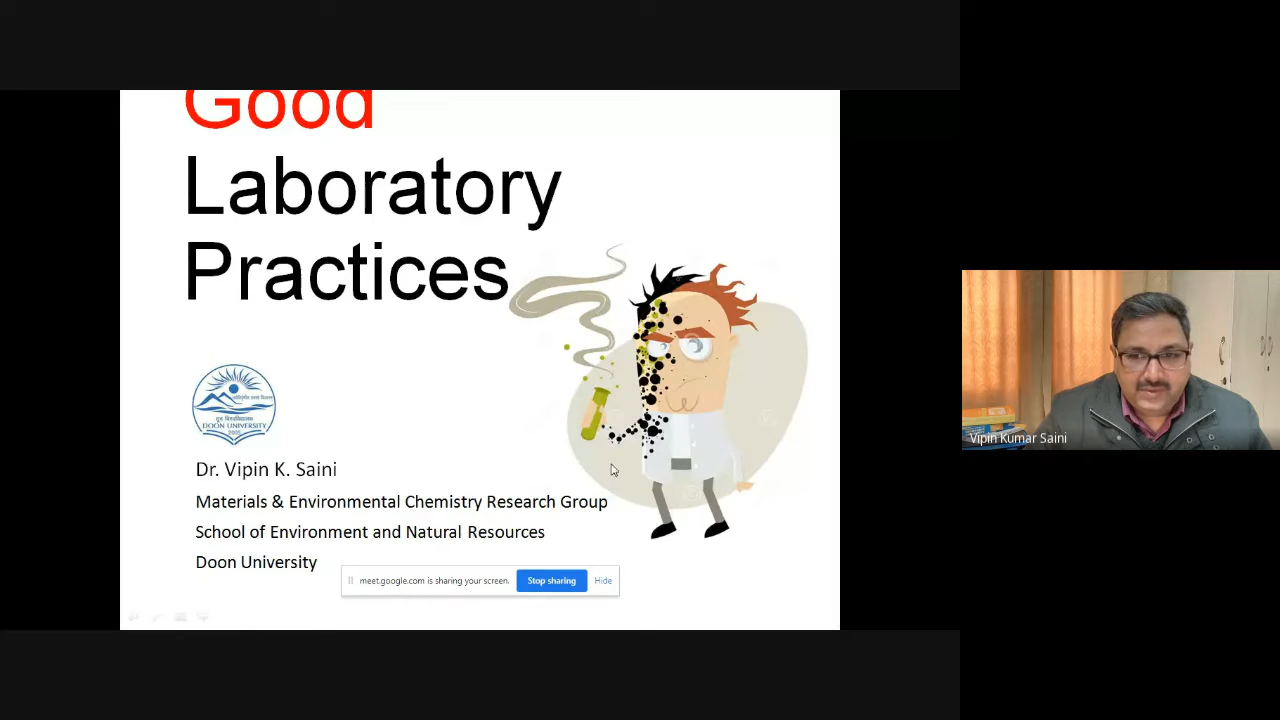 Good
Laboratory
Practices
DOON UNIVERSITY
2005
Dr. Vipin K. Saini
Materials & Environmental Chemistry Research Group
School of Environment and Natural Resources
Doon University
meet.google.com is sharing your screen.
Stop sharing
Hide
Vipin Kumar Saini